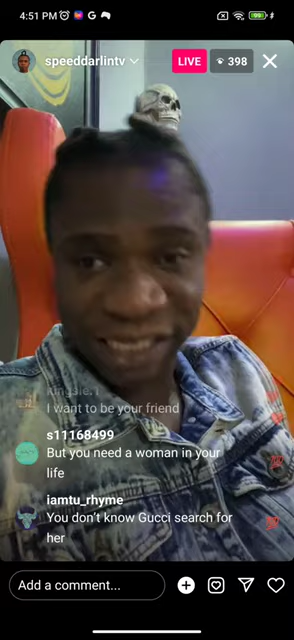 4:51 PM
G
99
speeddarlintv
LIVE
398
I want to be your friend
s11168499
But you need a woman in your
life
iamtu_rhyme
You don't know Gucci search for
her
Add a comment...